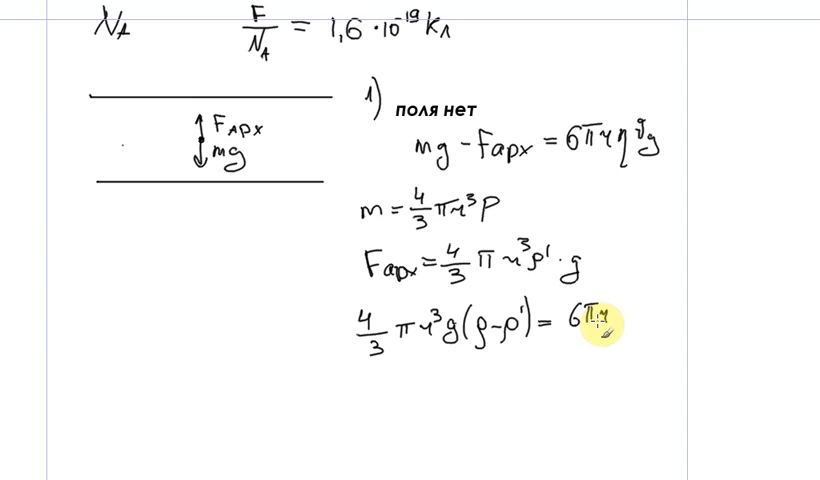 N_A    F/N_A = 1,6 · 10⁻¹⁹ Кл
1) поля нет
F_АРХ
mg
mg − F_арх = 6πrη𝜗_g
m = 4/3 πr³ρ
F_арх = 4/3 πr³ρ' · g
4/3 πr³g(ρ−ρ') = 6πr